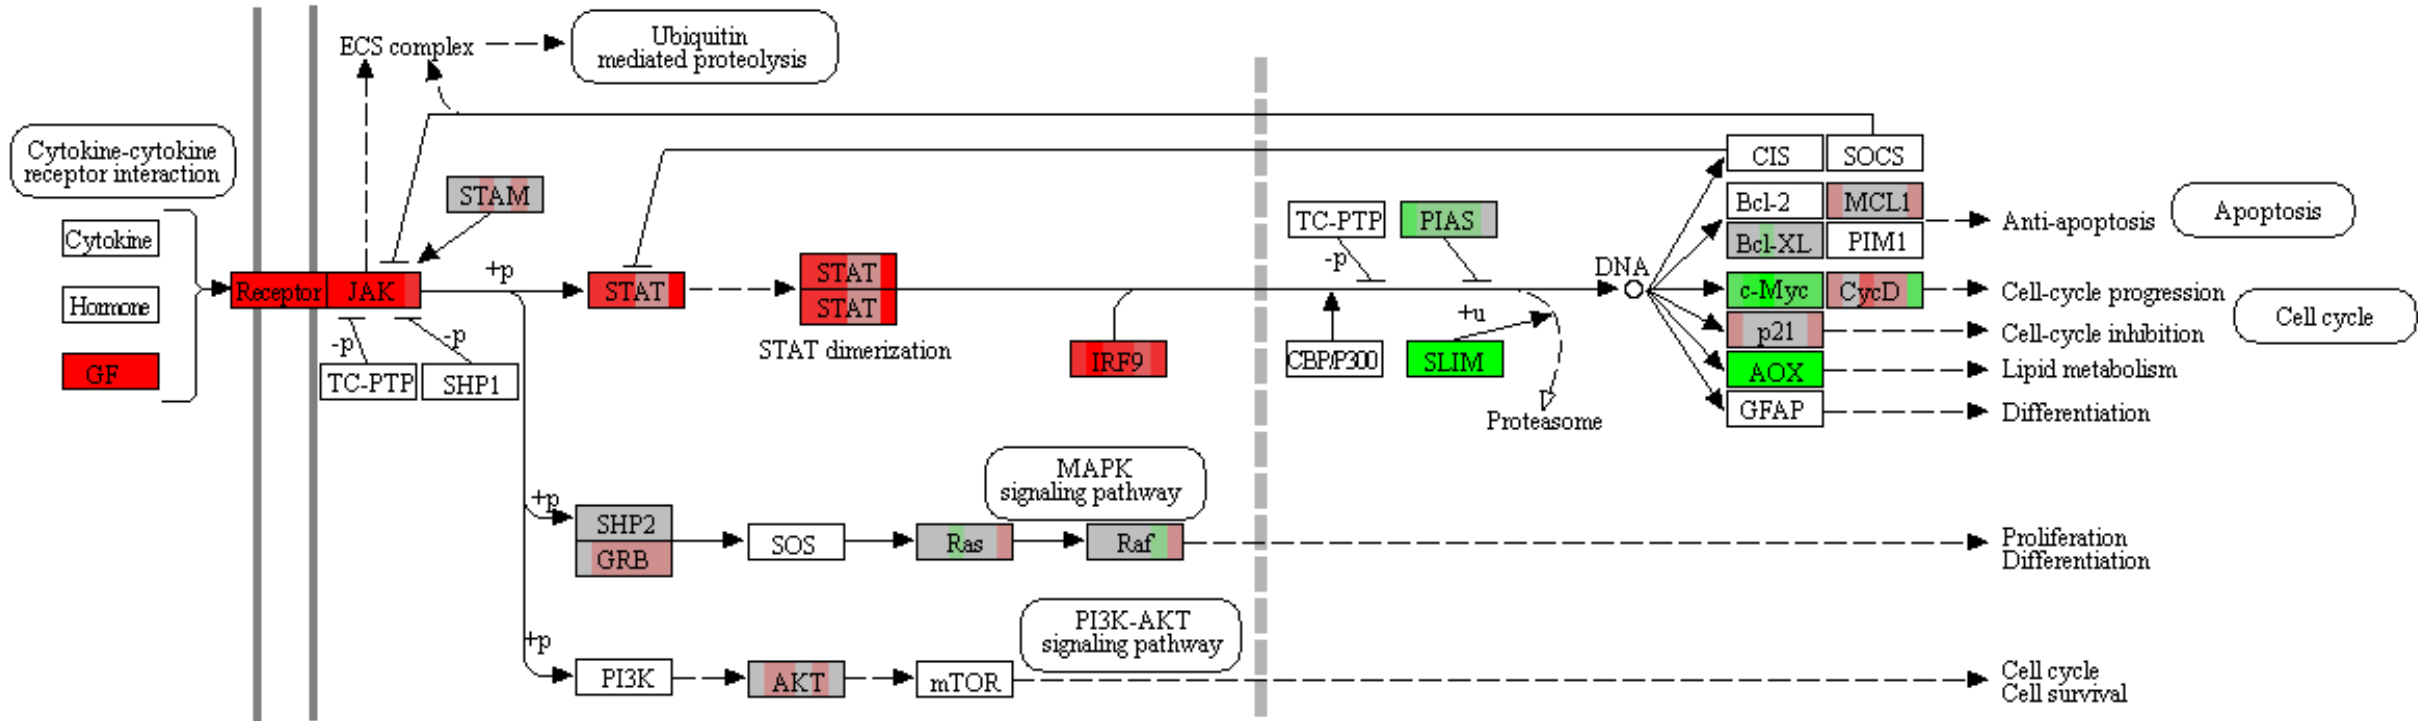 ECS complex
Ubiquitin
mediated proteolysis
Cytokine-cytokine
receptor interaction
Cytokine
Hormone
GF
Receptor
JAK
STAM
+p
-p
-p
TC-PTP
SHP1
STAT
STAT
STAT
STAT dimerization
IRF9
TC-PTP
PIAS
-p
+u
CBP/P300
SLIM
Proteasome
DNA
CIS
SOCS
Bcl-2
MCL1
Bcl-XL
PIM1
c-Myc
CycD
p21
AOX
GFAP
Anti-apoptosis
Apoptosis
Cell-cycle progression
Cell-cycle inhibition
Cell cycle
Lipid metabolism
Differentiation
MAPK
signaling pathway
+p
SHP2
GRB
SOS
Ras
Raf
Proliferation
Differentiation
PI3K-AKT
signaling pathway
+p
PI3K
AKT
mTOR
Cell cycle
Cell survival